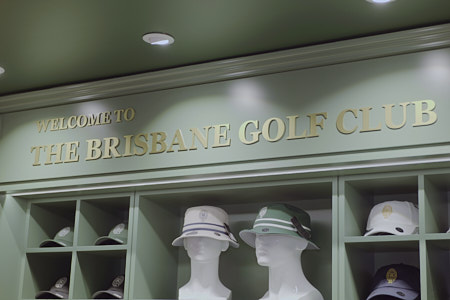 WELCOME TO
THE BRISBANE GOLF CLUB